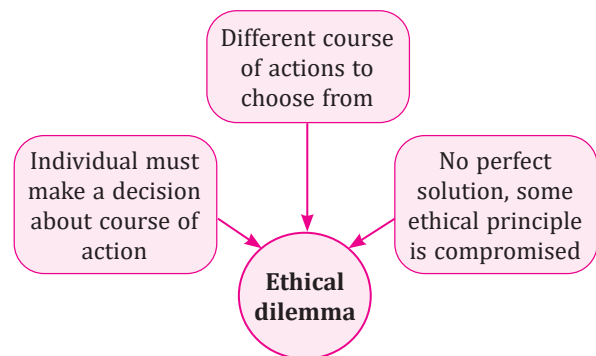 Different course
of actions to
choose from
Individual must
make a decision
about course of
action
No perfect
solution, some
ethical principle
is compromised
Ethical
dilemma